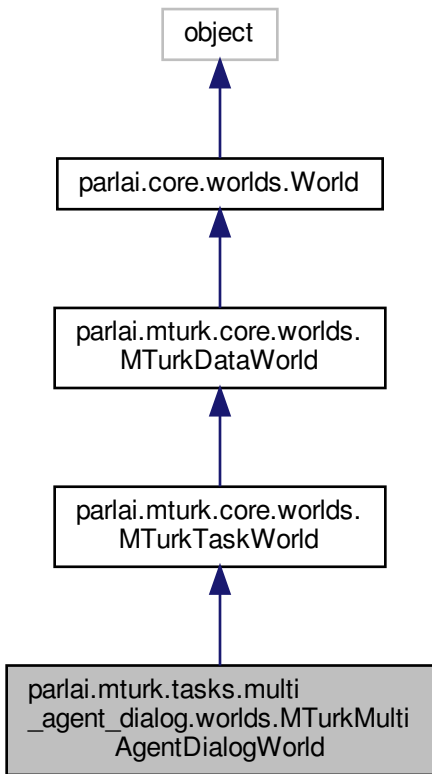 object
parlai.core.worlds.World
parlai.mturk.core.worlds.
MTurkDataWorld
parlai.mturk.core.worlds.
MTurkTaskWorld
parlai.mturk.tasks.multi
_agent_dialog.worlds.MTurkMulti
AgentDialogWorld